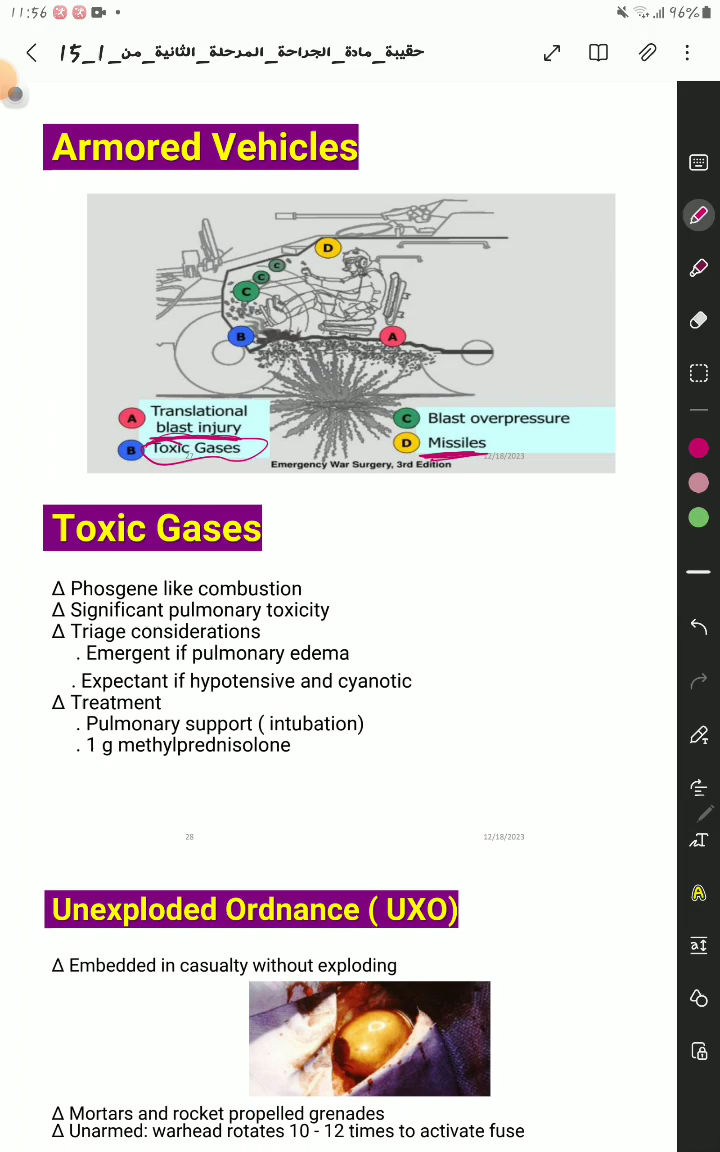 11:56
96%
حقيبة_مادة_الجراحة_المرحلة_الثانية_من_1_15
Armored Vehicles
D
C
C
C
B
A
A Translational
blast injury
B Toxic Gases
C Blast overpressure
D Missiles
27
12/18/2023
Emergency War Surgery, 3rd Edition
Toxic Gases
Δ Phosgene like combustion
Δ Significant pulmonary toxicity
Δ Triage considerations
. Emergent if pulmonary edema
. Expectant if hypotensive and cyanotic
Δ Treatment
. Pulmonary support ( intubation)
. 1 g methylprednisolone
28
12/18/2023
Unexploded Ordnance ( UXO)
Δ Embedded in casualty without exploding
Δ Mortars and rocket propelled grenades
Δ Unarmed: warhead rotates 10 - 12 times to activate fuse